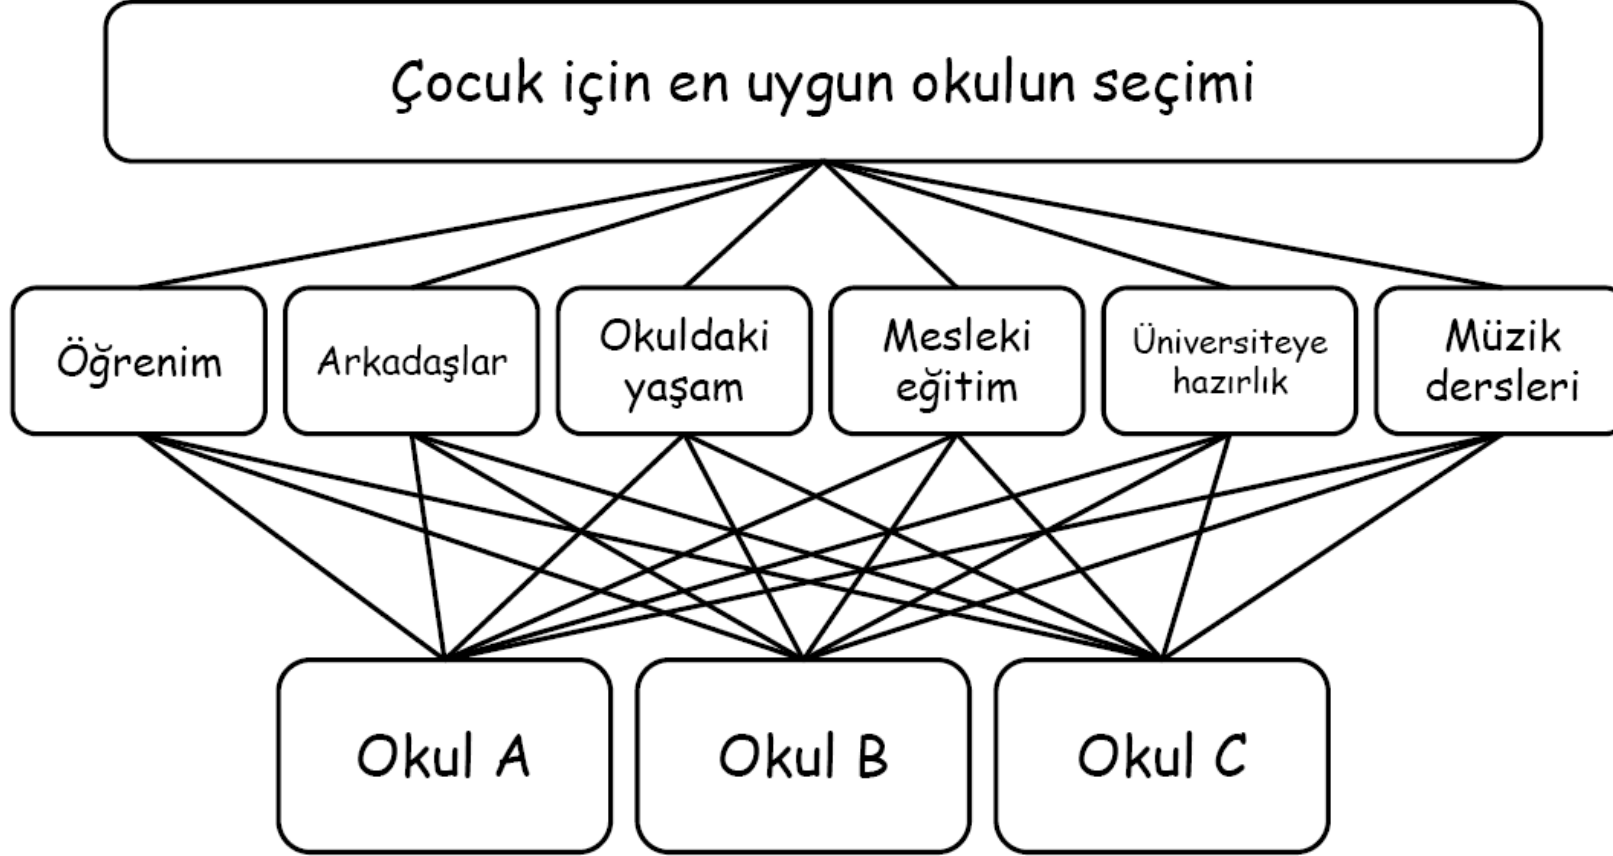 Çocuk için en uygun okulun seçimi
Öğrenim
Arkadaşlar
Okuldaki
yaşam
Mesleki
eğitim
Üniversiteye
hazırlık
Müzik
dersleri
Okul A
Okul B
Okul C